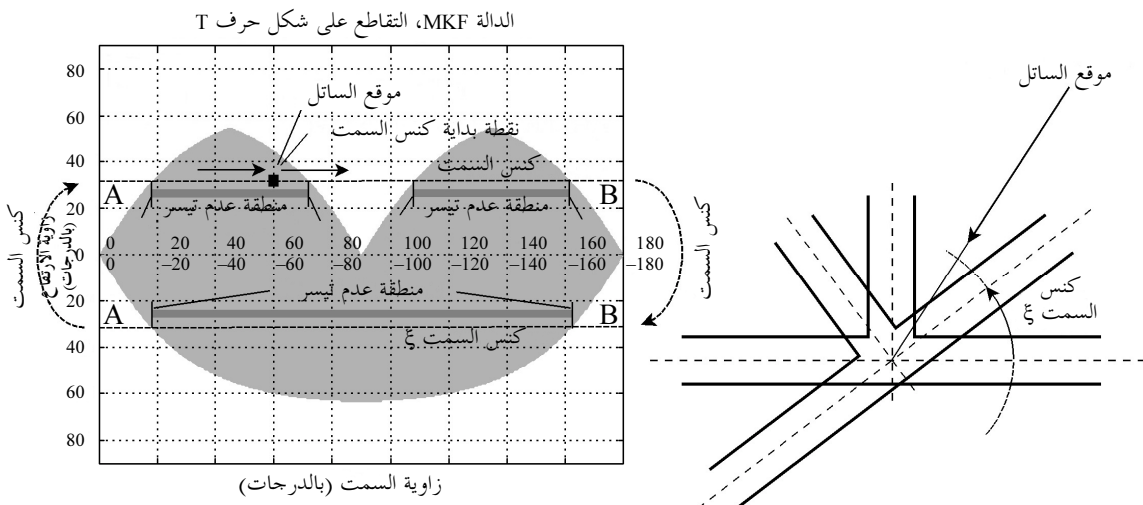 الدالة MKF، التقاطع على شكل حرف T
80
60
40
20
0
20
40
60
80
موقع الساتل
نقطة بداية كنس السمت
كنس السمت
A
B
منطقة عدم تيسر
منطقة عدم تيسر
0 20 40 60 80 100 120 140 160 180
0 –20 –40 –60 –80 –100 –120 –140 –160 –180
منطقة عدم تيسر
A
B
كنس السمت ξ
كنس السمت
زاوية الارتفاع
(بالدرجات)
كنس السمت
زاوية السمت (بالدرجات)
موقع الساتل
كنس
السمت ξ